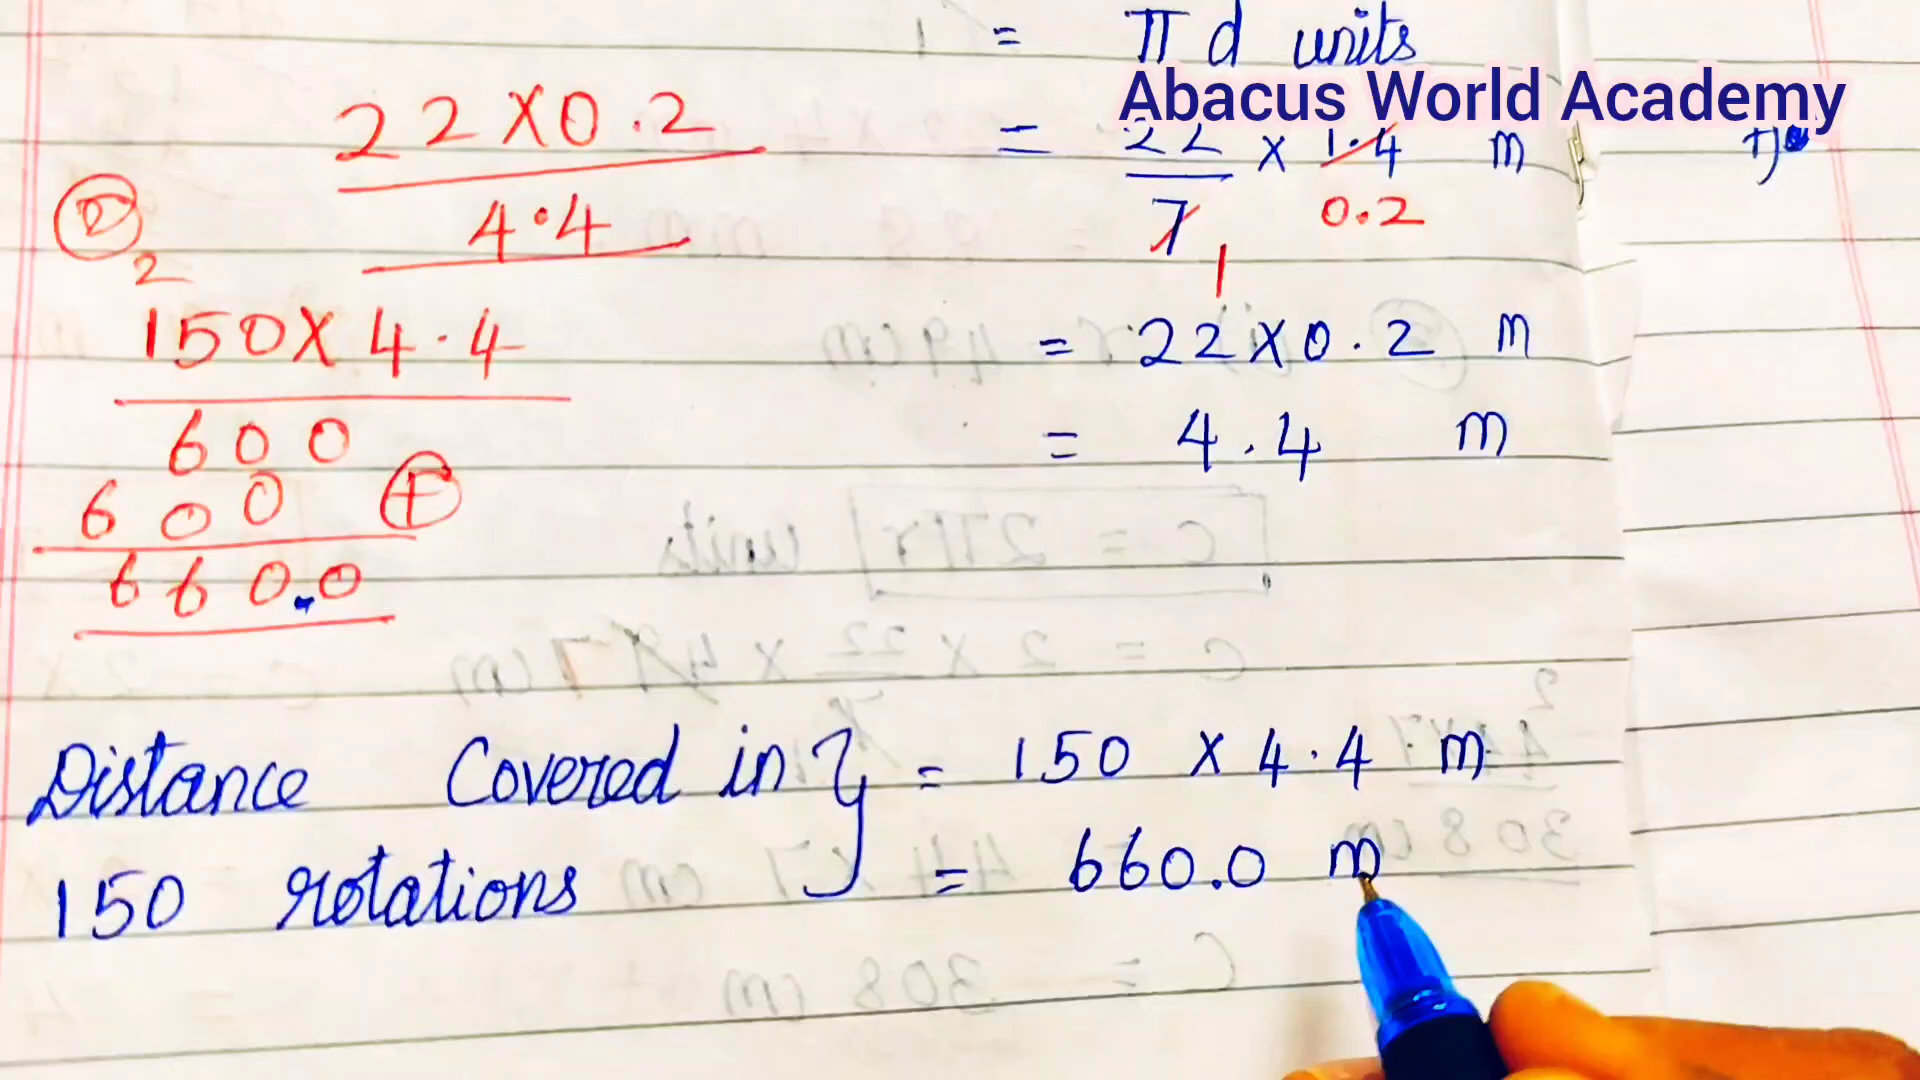 = π d units
Abacus World Academy
22 X 0.2
4.4
= 22/7 x 1.4 m
1 0.2
2
150 X 4.4
600
600 +
660.0
= 22 X 0.2 m
= 4.4 m
Distance Covered in } = 150 x 4.4 m
150 rotations = 660.0 m